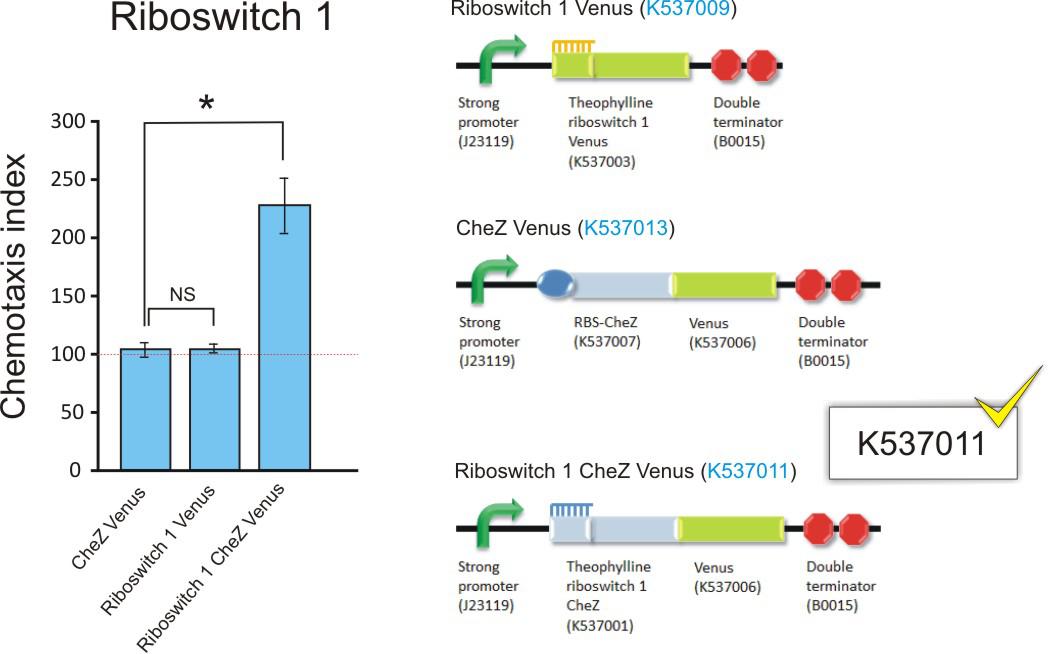 Riboswitch 1
*
300
250
200
150
100
50
0
Chemotaxis index
NS
CheZ Venus
Riboswitch 1 Venus
Riboswitch 1 CheZ Venus
Riboswitch 1 Venus (K537009)
Strong
promoter
(J23119)
Theophylline
riboswitch 1
Venus
(K537003)
Double
terminator
(B0015)
CheZ Venus (K537013)
Strong
promoter
(J23119)
RBS-CheZ
(K537007)
Venus
(K537006)
Double
terminator
(B0015)
K537011
Riboswitch 1 CheZ Venus (K537011)
Strong
promoter
(J23119)
Theophylline
riboswitch 1
CheZ
(K537001)
Venus
(K537006)
Double
terminator
(B0015)